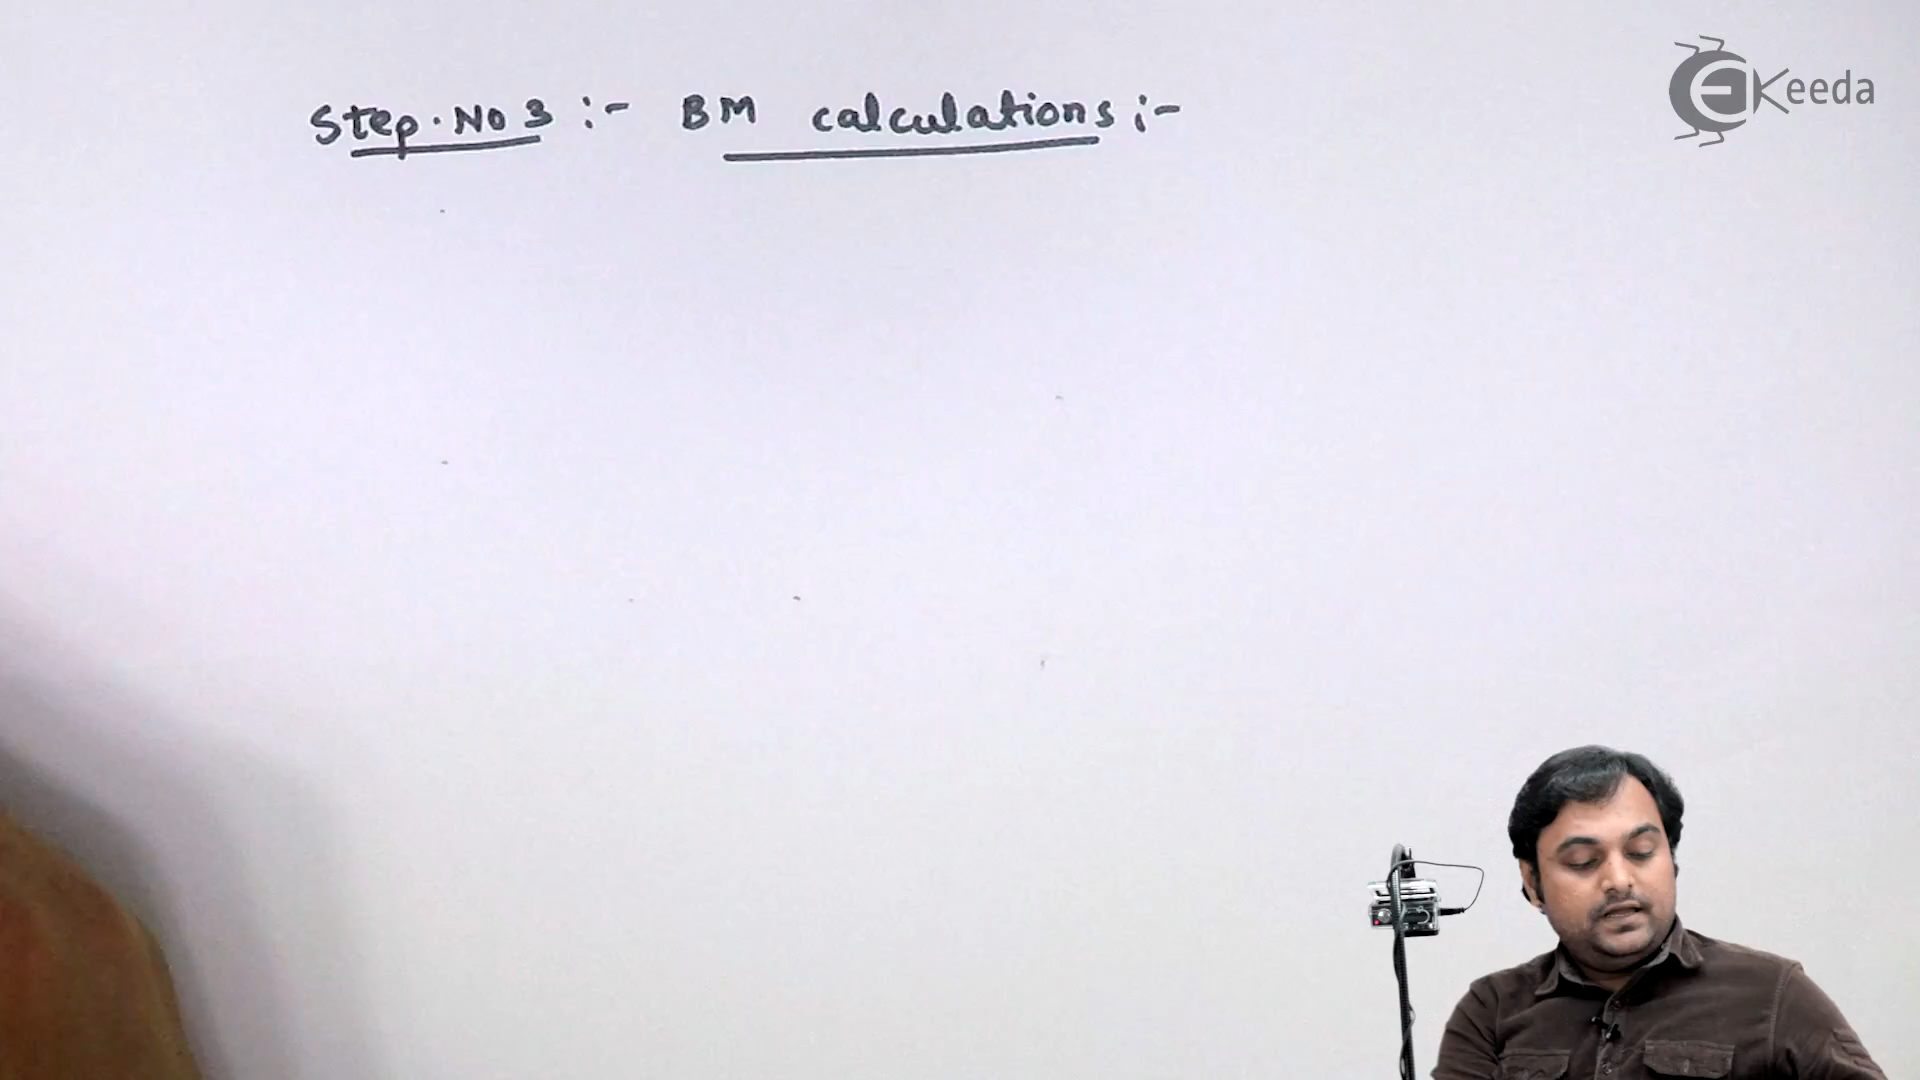 Step. No 3 :- BM calculations :-
EKeeda